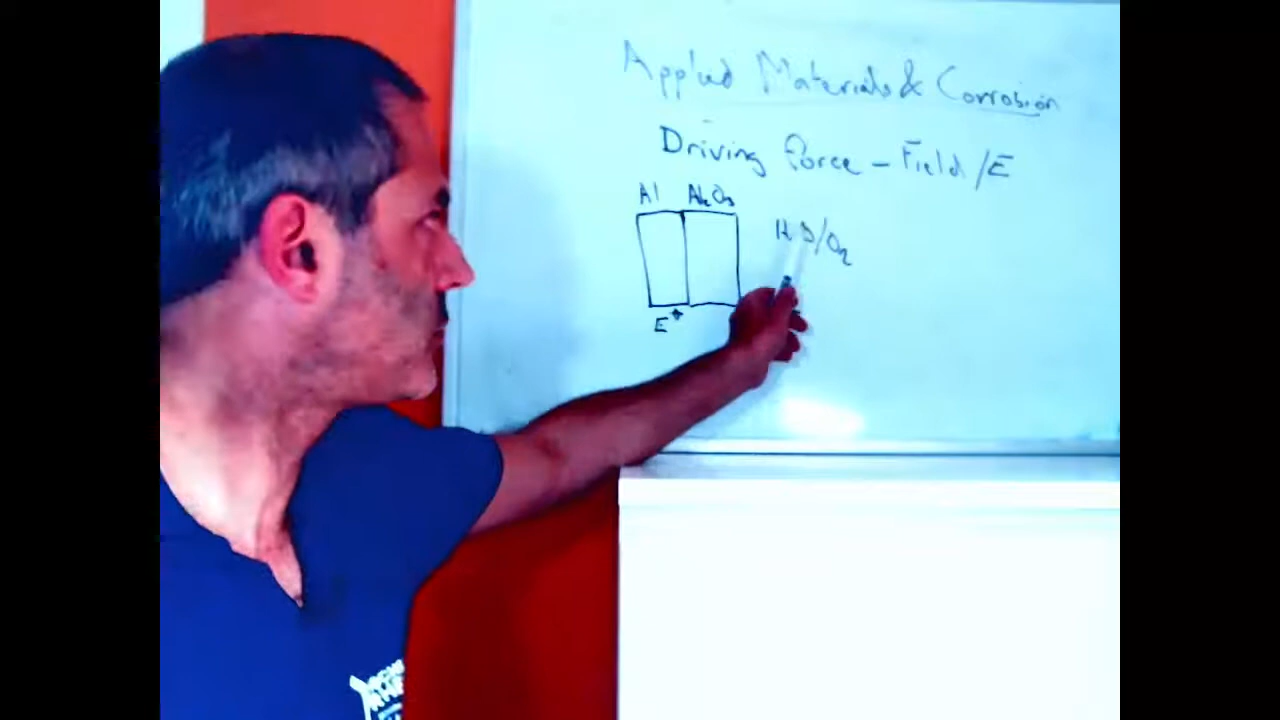 Applied Materials & Corrosion
Driving force - Field/E
Al Al₂O₃
H₂O/O₂
E*